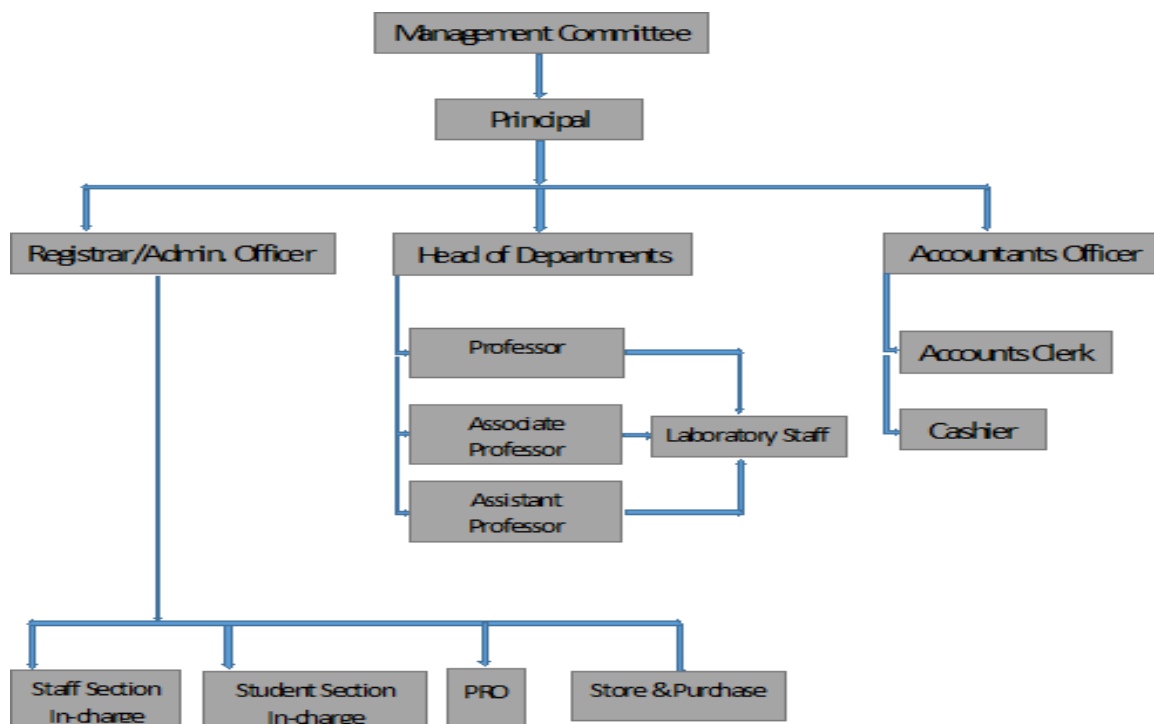 Management Committee
Principal
Registrar/Admin. Officer
Head of Departments
Accountants Officer
Professor
Accounts Clerk
Associate
Professor
Laboratory Staff
Cashier
Assistant
Professor
Staff Section
In-charge
Student Section
In-charge
PRO
Store & Purchase